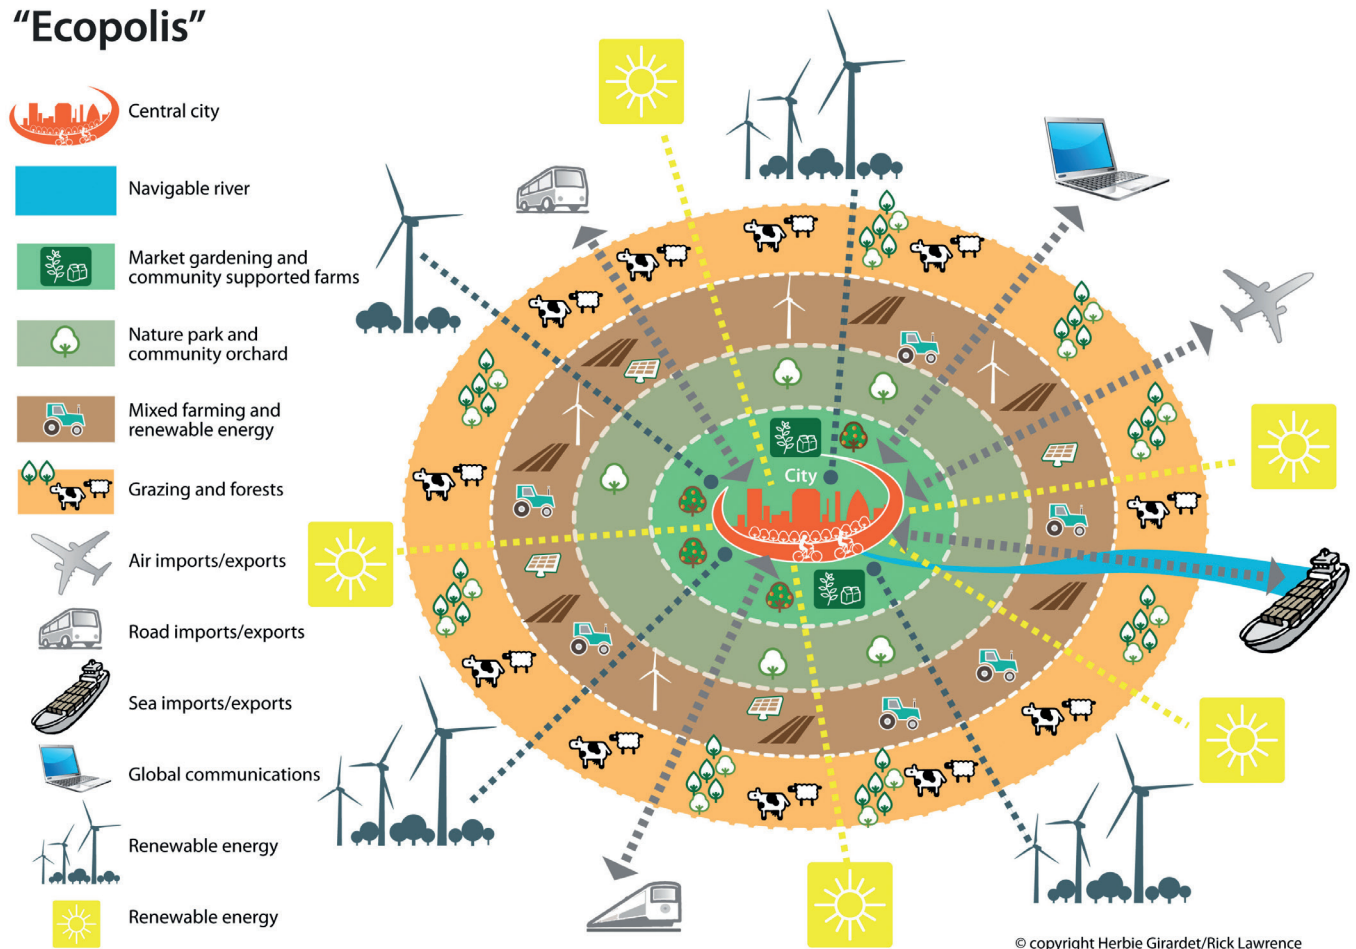 “Ecopolis”
Central city
Navigable river
Market gardening and
community supported farms
Nature park and
community orchard
Mixed farming and
renewable energy
Grazing and forests
Air imports/exports
Road imports/exports
Sea imports/exports
Global communications
Renewable energy
Renewable energy
City
© copyright Herbie Girardet/Rick Lawrence